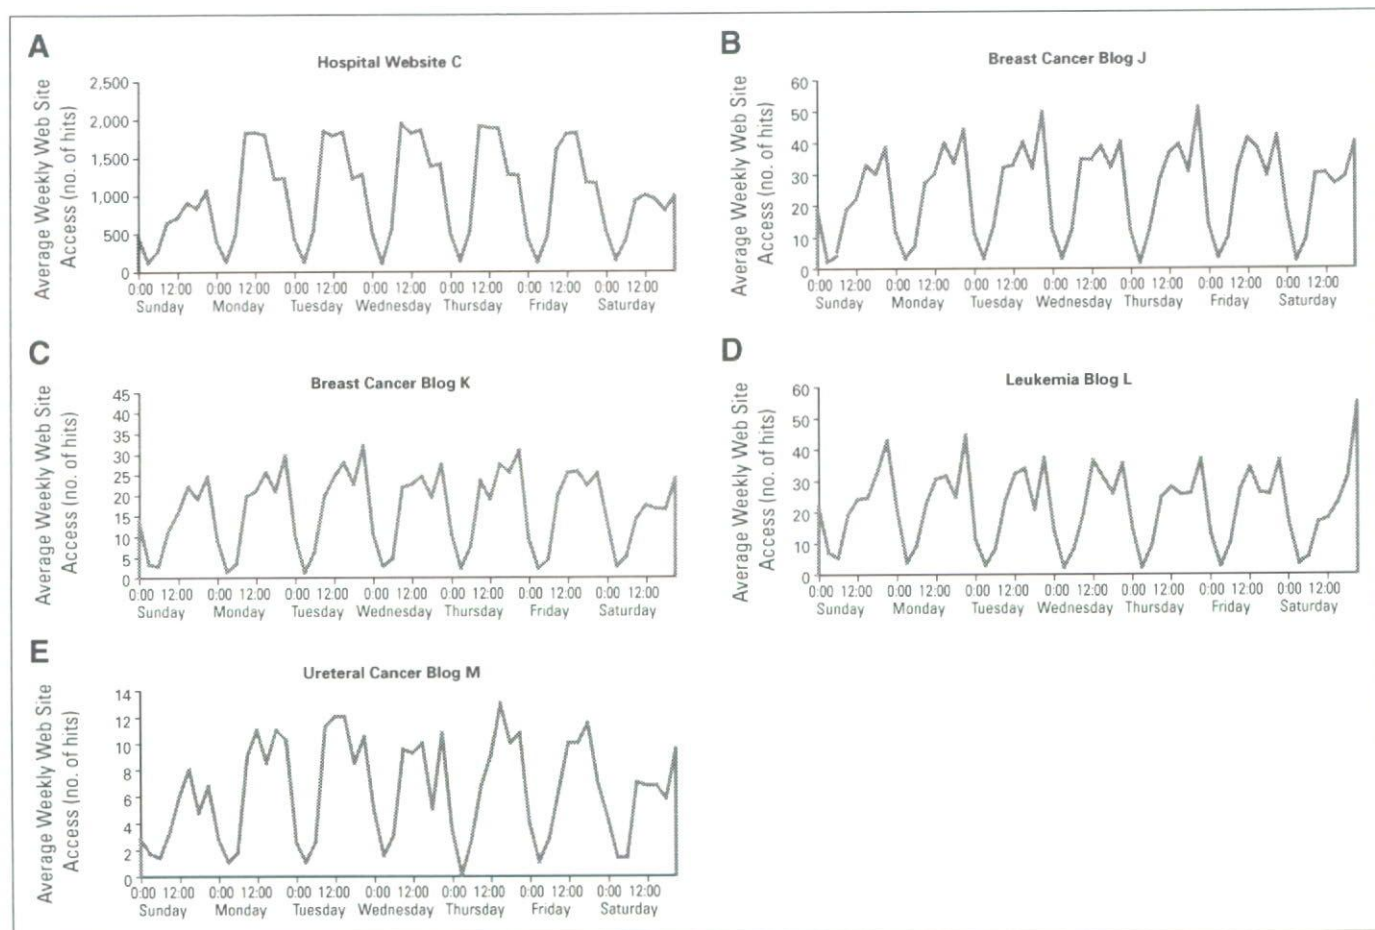 A
Hospital Website C
Average Weekly Web Site
Access (no. of hits)
2,500
2,000
1,500
1,000
500
0
0:00 12:00 0:00 12:00 0:00 12:00 0:00 12:00 0:00 12:00 0:00 12:00 0:00 12:00
Sunday Monday Tuesday Wednesday Thursday Friday Saturday
B
Breast Cancer Blog J
Average Weekly Web Site
Access (no. of hits)
60
50
40
30
20
10
0
0:00 12:00 0:00 12:00 0:00 12:00 0:00 12:00 0:00 12:00 0:00 12:00 0:00 12:00
Sunday Monday Tuesday Wednesday Thursday Friday Saturday
C
Breast Cancer Blog K
Average Weekly Web Site
Access (no. of hits)
45
40
35
30
25
20
15
10
5
0
0:00 12:00 0:00 12:00 0:00 12:00 0:00 12:00 0:00 12:00 0:00 12:00 0:00 12:00
Sunday Monday Tuesday Wednesday Thursday Friday Saturday
D
Leukemia Blog L
Average Weekly Web Site
Access (no. of hits)
60
50
40
30
20
10
0
0:00 12:00 0:00 12:00 0:00 12:00 0:00 12:00 0:00 12:00 0:00 12:00 0:00 12:00
Sunday Monday Tuesday Wednesday Thursday Friday Saturday
E
Ureteral Cancer Blog M
Average Weekly Web Site
Access (no. of hits)
14
12
10
8
6
4
2
0
0:00 12:00 0:00 12:00 0:00 12:00 0:00 12:00 0:00 12:00 0:00 12:00 0:00 12:00
Sunday Monday Tuesday Wednesday Thursday Friday Saturday